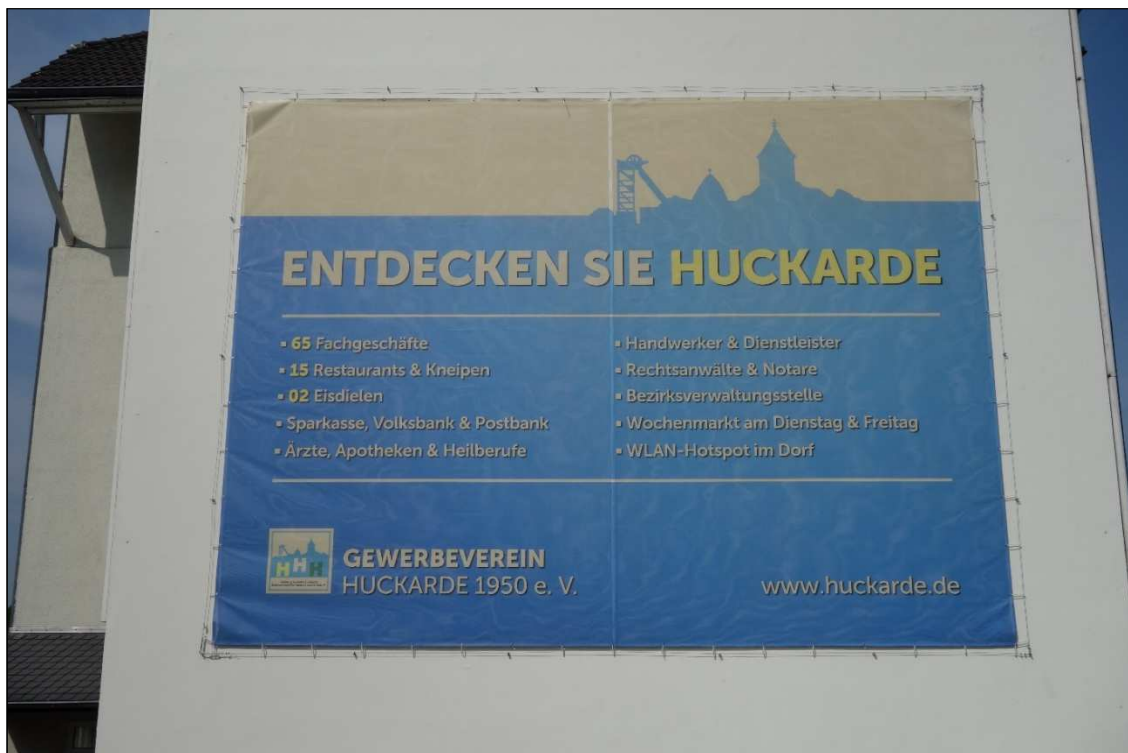 ENTDECKEN SIE HUCKARDE
▪ 65 Fachgeschäfte
▪ 15 Restaurants & Kneipen
▪ 02 Eisdielen
▪ Sparkasse, Volksbank & Postbank
▪ Ärzte, Apotheken & Heilberufe
▪ Handwerker & Dienstleister
▪ Rechtsanwälte & Notare
▪ Bezirksverwaltungsstelle
▪ Wochenmarkt am Dienstag & Freitag
▪ WLAN-Hotspot im Dorf
HHH
GEWERBEVEREIN
HUCKARDE 1950 e. V.
www.huckarde.de